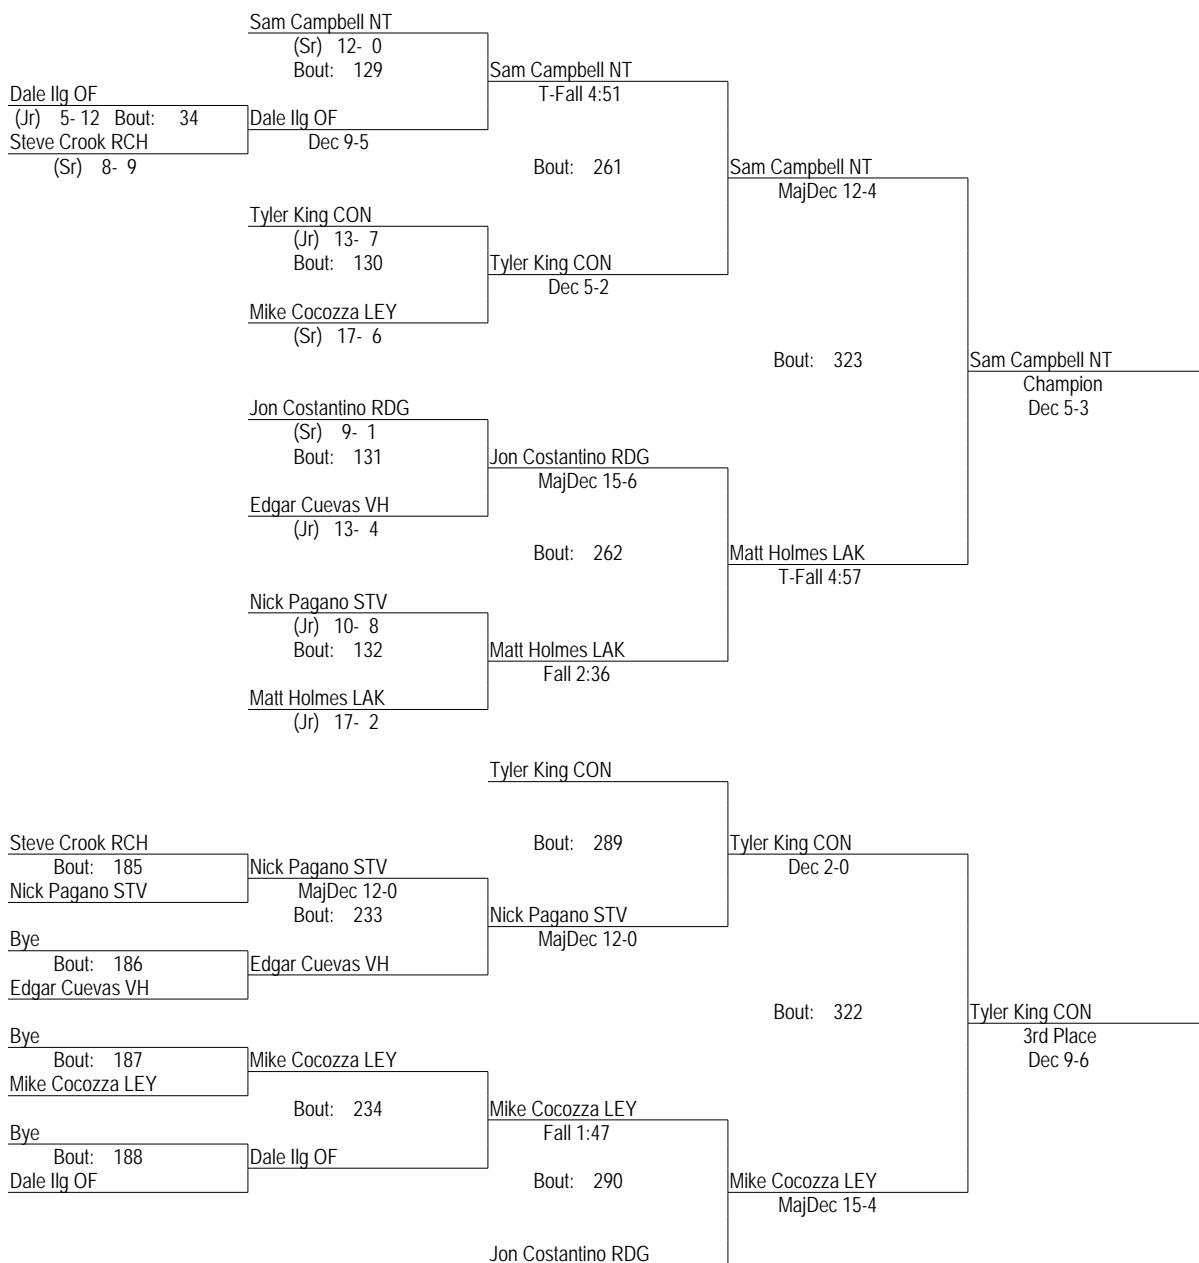 Sam Campbell NT
(Sr) 12- 0
Bout: 129
Sam Campbell NT
T-Fall 4:51
Dale Ilg OF
(Jr) 5- 12 Bout: 34
Dale Ilg OF
Dec 9-5
Steve Crook RCH
(Sr) 8- 9
Bout: 261
Sam Campbell NT
MajDec 12-4
Tyler King CON
(Jr) 13- 7
Bout: 130
Tyler King CON
Dec 5-2
Mike Cocozza LEY
(Sr) 17- 6
Bout: 323
Sam Campbell NT
Champion
Dec 5-3
Jon Costantino RDG
(Sr) 9- 1
Bout: 131
Jon Costantino RDG
MajDec 15-6
Edgar Cuevas VH
(Jr) 13- 4
Bout: 262
Matt Holmes LAK
T-Fall 4:57
Nick Pagano STV
(Jr) 10- 8
Bout: 132
Matt Holmes LAK
Fall 2:36
Matt Holmes LAK
(Jr) 17- 2
Tyler King CON
Steve Crook RCH
Bout: 185
Nick Pagano STV
Bout: 289
Tyler King CON
Dec 2-0
Nick Pagano STV
MajDec 12-0
Bout: 233
Nick Pagano STV
MajDec 12-0
Bye
Bout: 186
Edgar Cuevas VH
Edgar Cuevas VH
Bout: 322
Tyler King CON
3rd Place
Dec 9-6
Bye
Bout: 187
Mike Cocozza LEY
Mike Cocozza LEY
Bout: 234
Mike Cocozza LEY
Fall 1:47
Bye
Bout: 188
Dale Ilg OF
Dale Ilg OF
Bout: 290
Mike Cocozza LEY
MajDec 15-4
Jon Costantino RDG